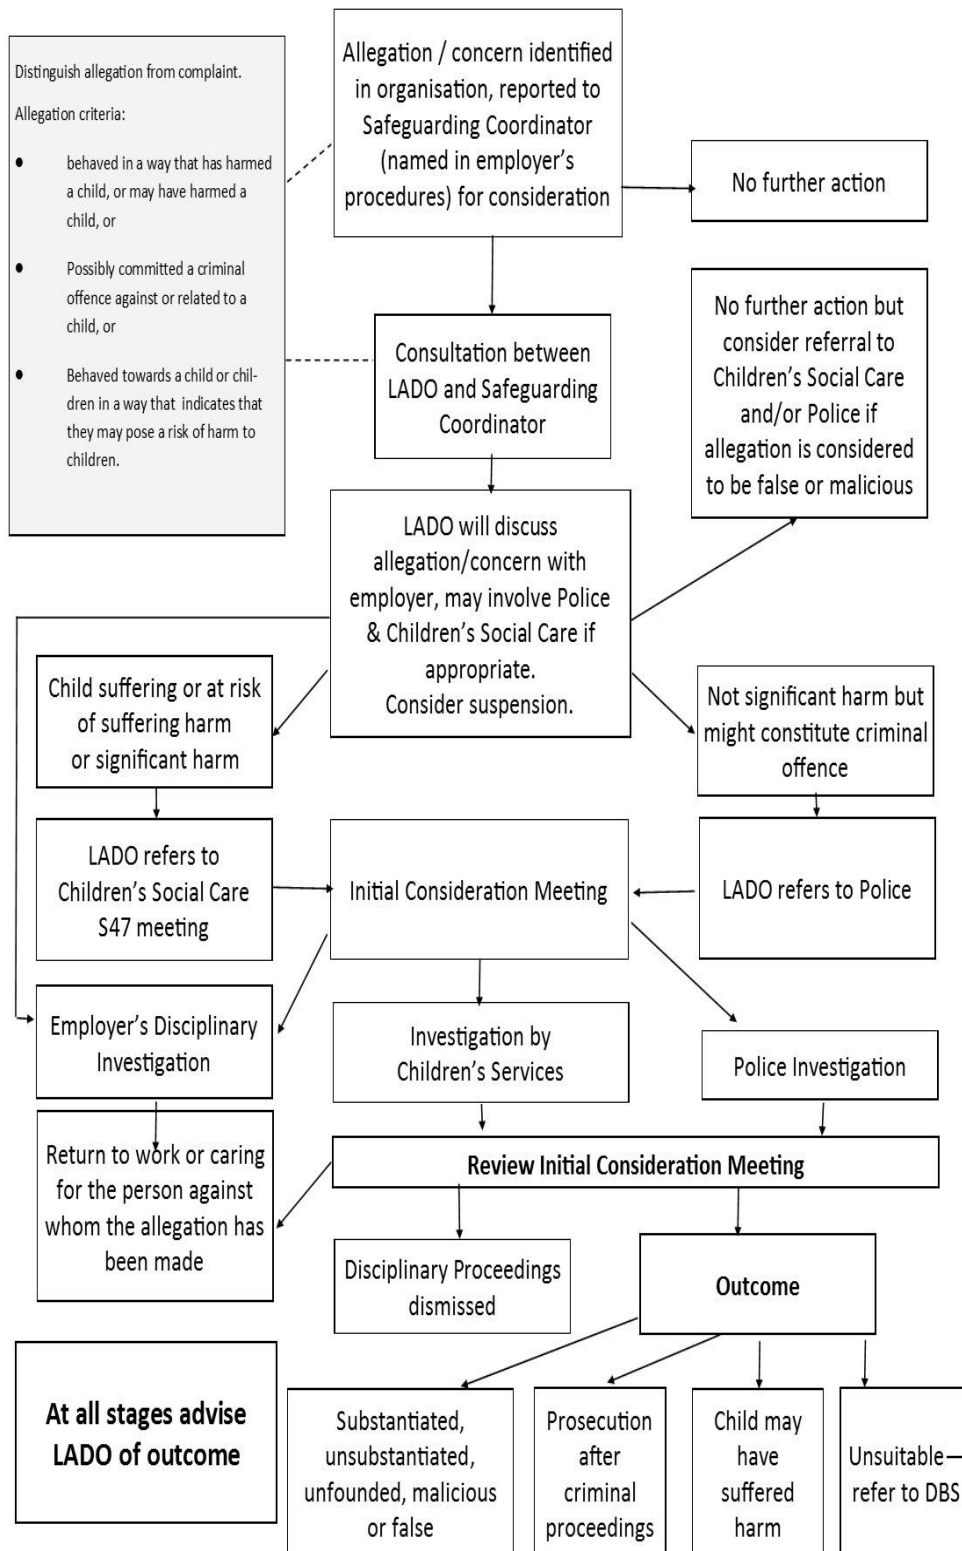 Distinguish allegation from complaint.
Allegation criteria:
● behaved in a way that has harmed
a child, or may have harmed a
child, or
● Possibly committed a criminal
offence against or related to a
child, or
● Behaved towards a child or chil-
dren in a way that indicates that
they may pose a risk of harm to
children.
Allegation / concern identified
in organisation, reported to
Safeguarding Coordinator
(named in employer’s
procedures) for consideration
No further action
Consultation between
LADO and Safeguarding
Coordinator
No further action but
consider referral to
Children’s Social Care
and/or Police if
allegation is considered
to be false or malicious
LADO will discuss
allegation/concern with
employer, may involve Police
& Children’s Social Care if
appropriate.
Consider suspension.
Child suffering or at risk
of suffering harm
or significant harm
Not significant harm but
might constitute criminal
offence
LADO refers to
Children’s Social Care
S47 meeting
Initial Consideration Meeting
LADO refers to Police
Employer’s Disciplinary
Investigation
Investigation by
Children’s Services
Police Investigation
Return to work or caring
for the person against
whom the allegation has
been made
Review Initial Consideration Meeting
Disciplinary Proceedings
dismissed
Outcome
At all stages advise
LADO of outcome
Substantiated,
unsubstantiated,
unfounded, malicious
or false
Prosecution
after
criminal
proceedings
Child may
have
suffered
harm
Unsuitable—
refer to DBS